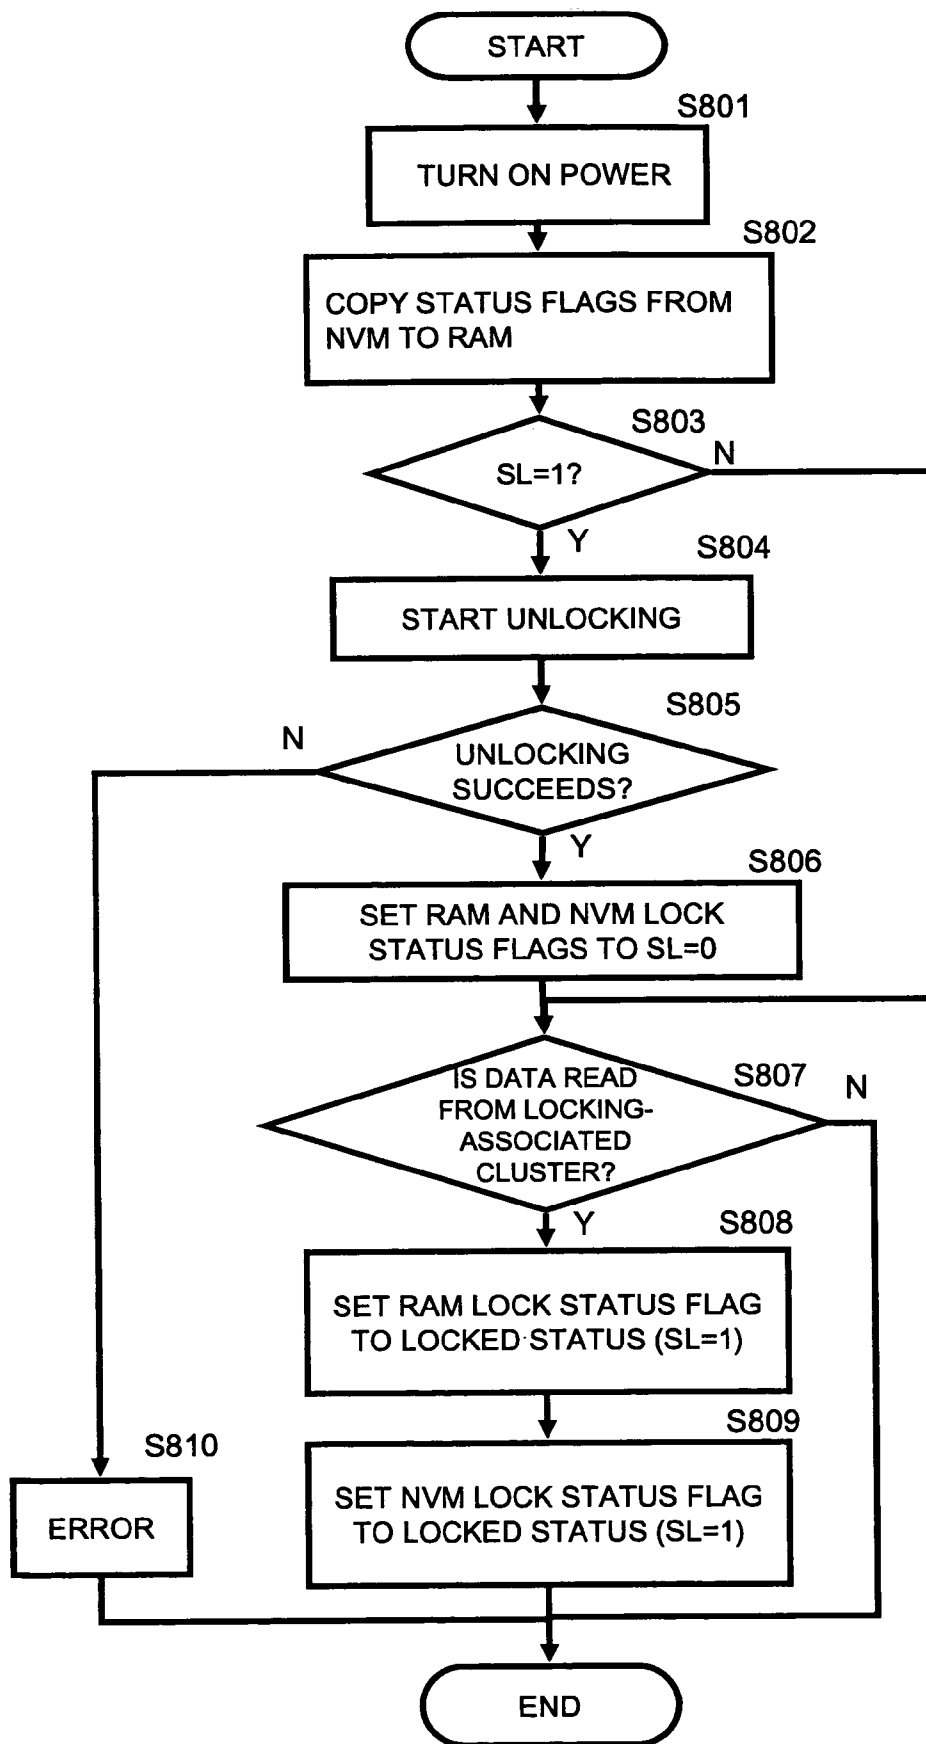 START
S801
TURN ON POWER
S802
COPY STATUS FLAGS FROM
NVM TO RAM
S803
SL=1?
N
Y
S804
START UNLOCKING
S805
N
UNLOCKING
SUCCEEDS?
Y
S806
SET RAM AND NVM LOCK
STATUS FLAGS TO SL=0
S807
IS DATA READ
FROM LOCKING-
ASSOCIATED
CLUSTER?
N
Y
S808
SET RAM LOCK STATUS FLAG
TO LOCKED STATUS (SL=1)
S809
SET NVM LOCK STATUS FLAG
TO LOCKED STATUS (SL=1)
S810
ERROR
END